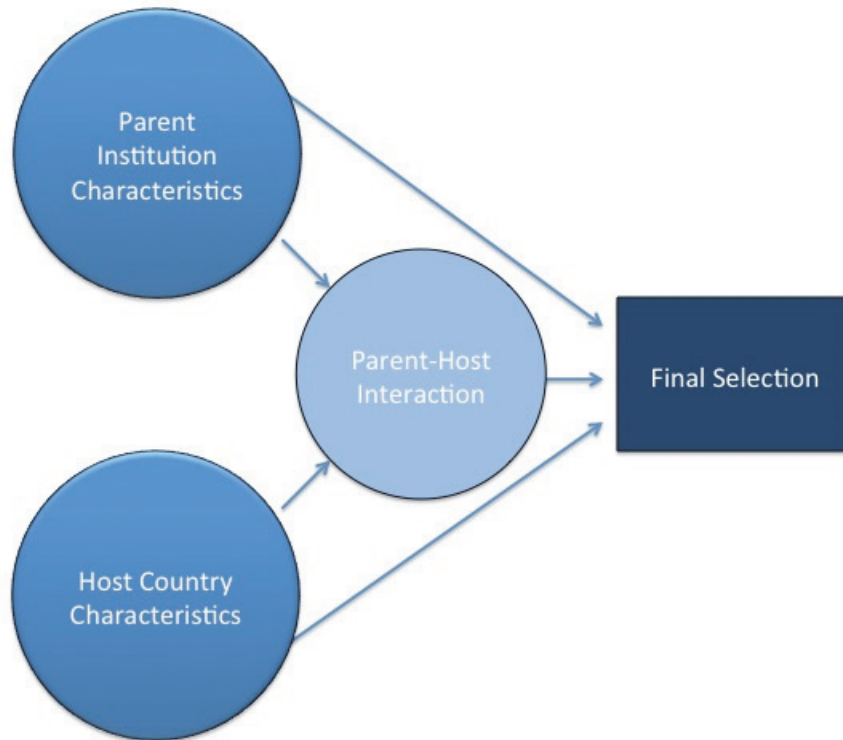 Parent
Institution
Characteristics
Parent-Host
Interaction
Final Selection
Host Country
Characteristics